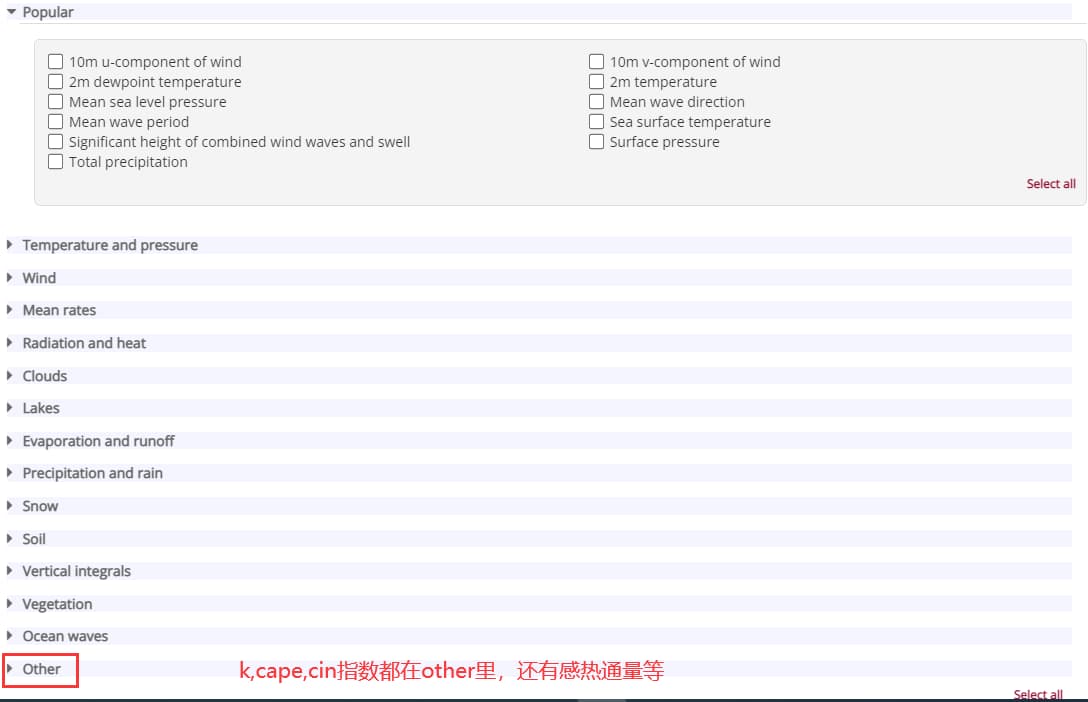 Popular
10m u-component of wind
10m v-component of wind
2m dewpoint temperature
2m temperature
Mean sea level pressure
Mean wave direction
Mean wave period
Sea surface temperature
Significant height of combined wind waves and swell
Surface pressure
Total precipitation
Select all
Temperature and pressure
Wind
Mean rates
Radiation and heat
Clouds
Lakes
Evaporation and runoff
Precipitation and rain
Snow
Soil
Vertical integrals
Vegetation
Ocean waves
Other
k,cape,cin指数都在other里，还有感热通量等
Select all